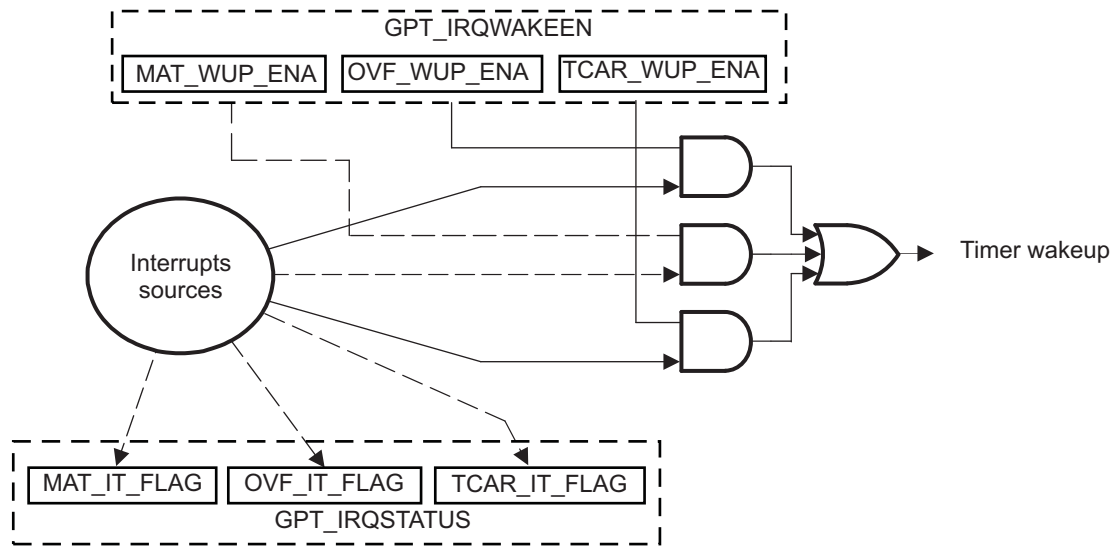 GPT_IRQWAKEEN
MAT_WUP_ENA
OVF_WUP_ENA
TCAR_WUP_ENA
Interrupts
sources
Timer wakeup
MAT_IT_FLAG
OVF_IT_FLAG
TCAR_IT_FLAG
GPT_IRQSTATUS